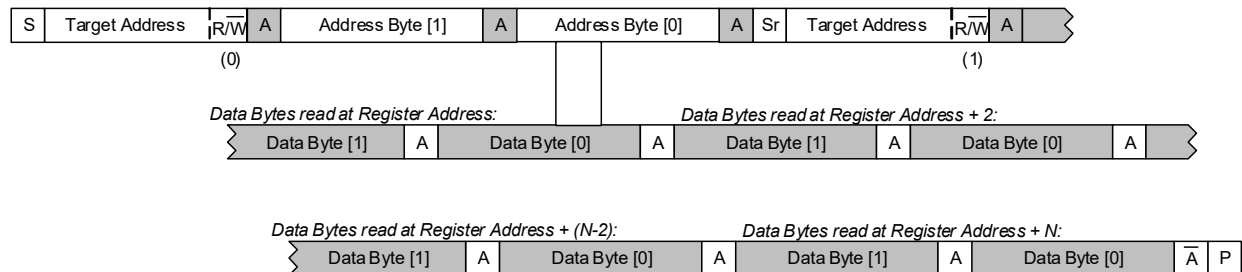 S Target Address R/W̅ A Address Byte [1] A Address Byte [0] A Sr Target Address R/W̅ A
(0) (1)
Data Bytes read at Register Address: Data Bytes read at Register Address + 2:
Data Byte [1] A Data Byte [0] A Data Byte [1] A Data Byte [0] A
Data Bytes read at Register Address + (N-2): Data Bytes read at Register Address + N:
Data Byte [1] A Data Byte [0] A Data Byte [1] A Data Byte [0] A̅ P